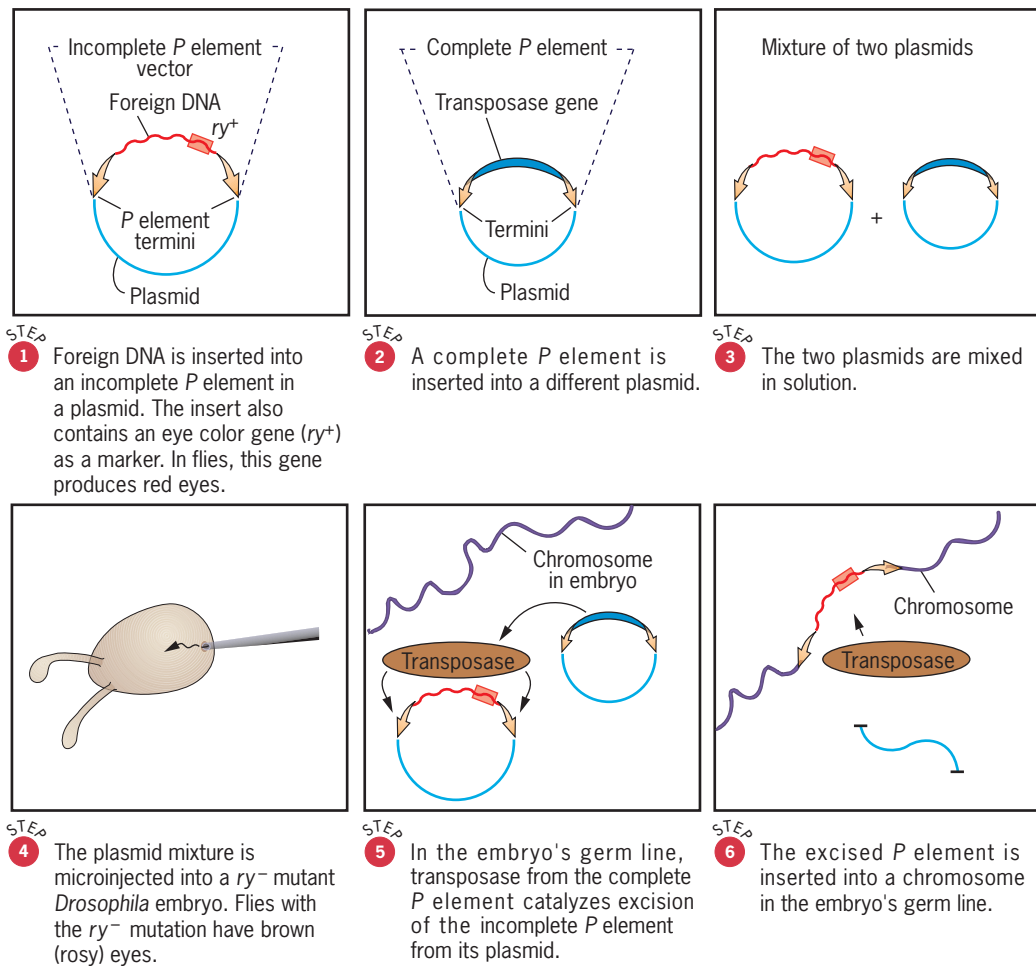 Incomplete P element
vector
Foreign DNA
ry+
P element
termini
Plasmid
Complete P element
Transposase gene
Termini
Plasmid
Mixture of two plasmids
+
STEP
1
Foreign DNA is inserted into
an incomplete P element in
a plasmid. The insert also
contains an eye color gene (ry+)
as a marker. In flies, this gene
produces red eyes.
STEP
2
A complete P element is
inserted into a different plasmid.
STEP
3
The two plasmids are mixed
in solution.
Chromosome
in embryo
Transposase
Chromosome
Transposase
STEP
4
The plasmid mixture is
microinjected into a ry− mutant
Drosophila embryo. Flies with
the ry− mutation have brown
(rosy) eyes.
STEP
5
In the embryo's germ line,
transposase from the complete
P element catalyzes excision
of the incomplete P element
from its plasmid.
STEP
6
The excised P element is
inserted into a chromosome
in the embryo's germ line.